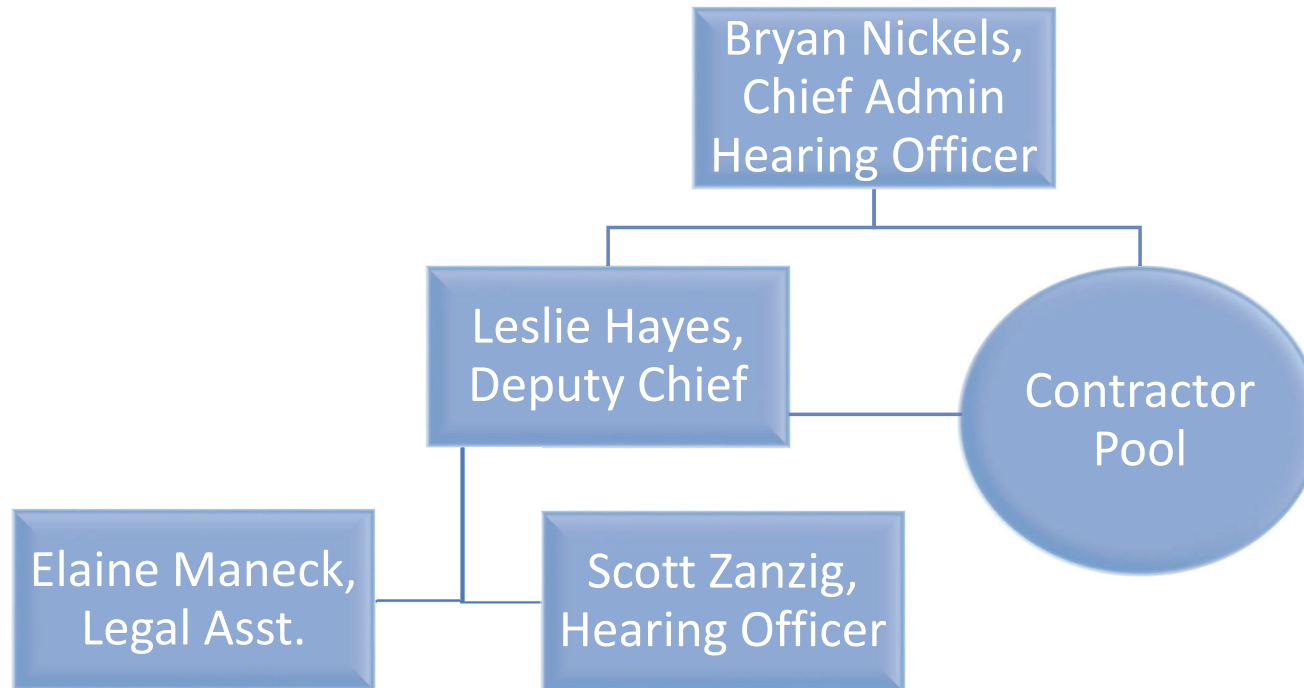 Bryan Nickels,
Chief Admin
Hearing Officer
Leslie Hayes,
Deputy Chief
Contractor
Pool
Elaine Maneck,
Legal Asst.
Scott Zanzig,
Hearing Officer